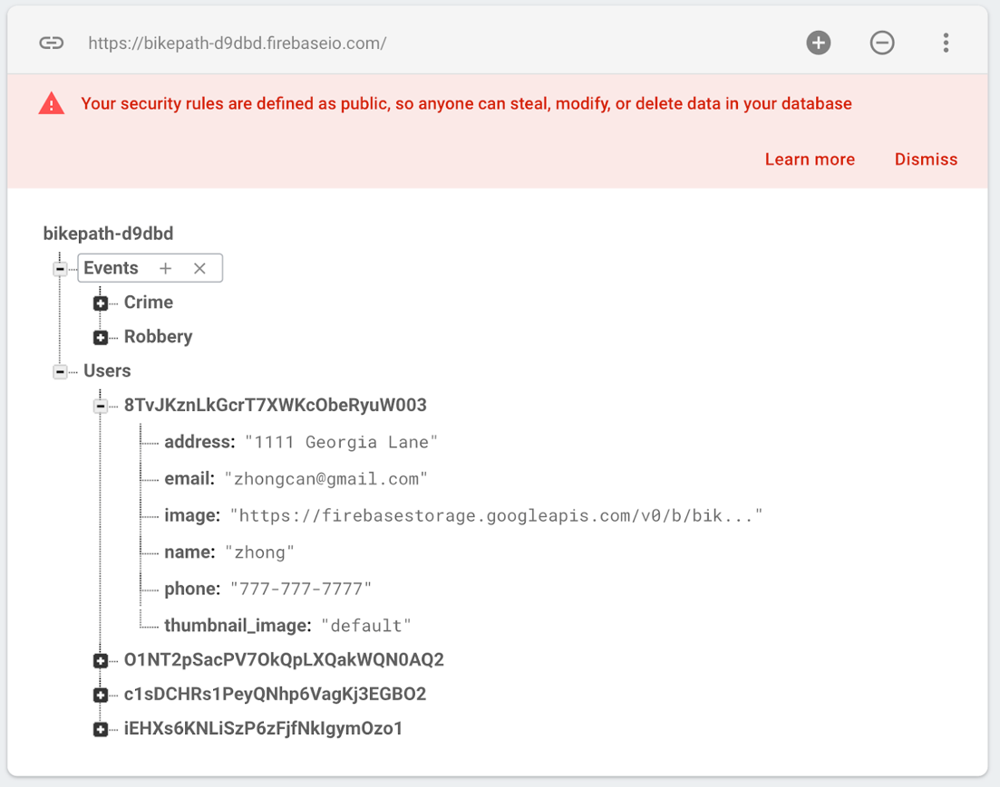 https://bikepath-d9dbd.firebaseio.com/
Your security rules are defined as public, so anyone can steal, modify, or delete data in your database
Learn more Dismiss
bikepath-d9dbd
Events
Crime
Robbery
Users
8TvJKznLkGcrT7XWKcObeRyuW003
address: "1111 Georgia Lane"
email: "zhongcan@gmail.com"
image: "https://firebasestorage.googleapis.com/v0/b/bik..."
name: "zhong"
phone: "777-777-7777"
thumbnail_image: "default"
O1NT2pSacPV7OkQpLXQakWQN0AQ2
c1sDCHRs1PeyQNhp6VagKj3EGBO2
iEHXs6KNLiSzP6zFjfNkIgymOzo1